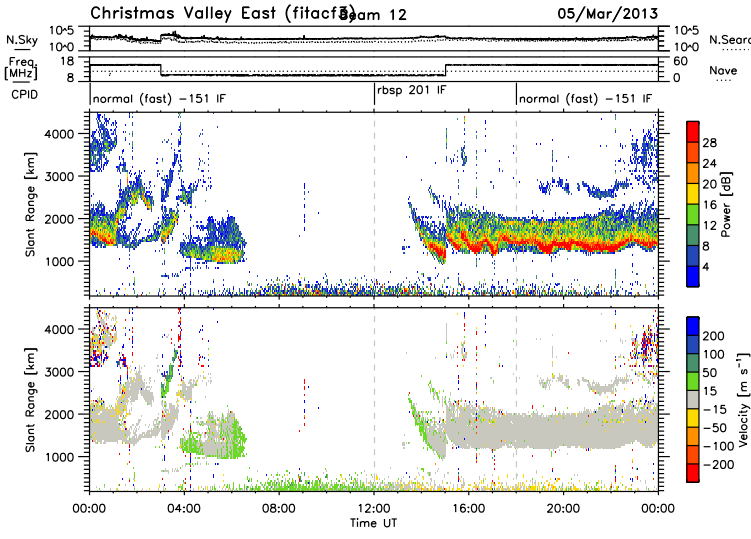 Christmas Valley East (fitacf3) Beam 12 05/Mar/2013
N.Sky 10^5 10^0 10^5 10^0 N.Searc
Freq. [MHz] 18 8 60 0 Nave
CPID normal (fast) -151 IF rbsp 201 IF normal (fast) -151 IF
Slant Range [km]
4000
3000
2000
1000
28
24
20
16
12
8
4
Power [dB]
Slant Range [km]
4000
3000
2000
1000
200
100
50
15
-15
-50
-100
-200
Velocity [m s⁻¹]
00:00 04:00 08:00 12:00 16:00 20:00 00:00
Time UT